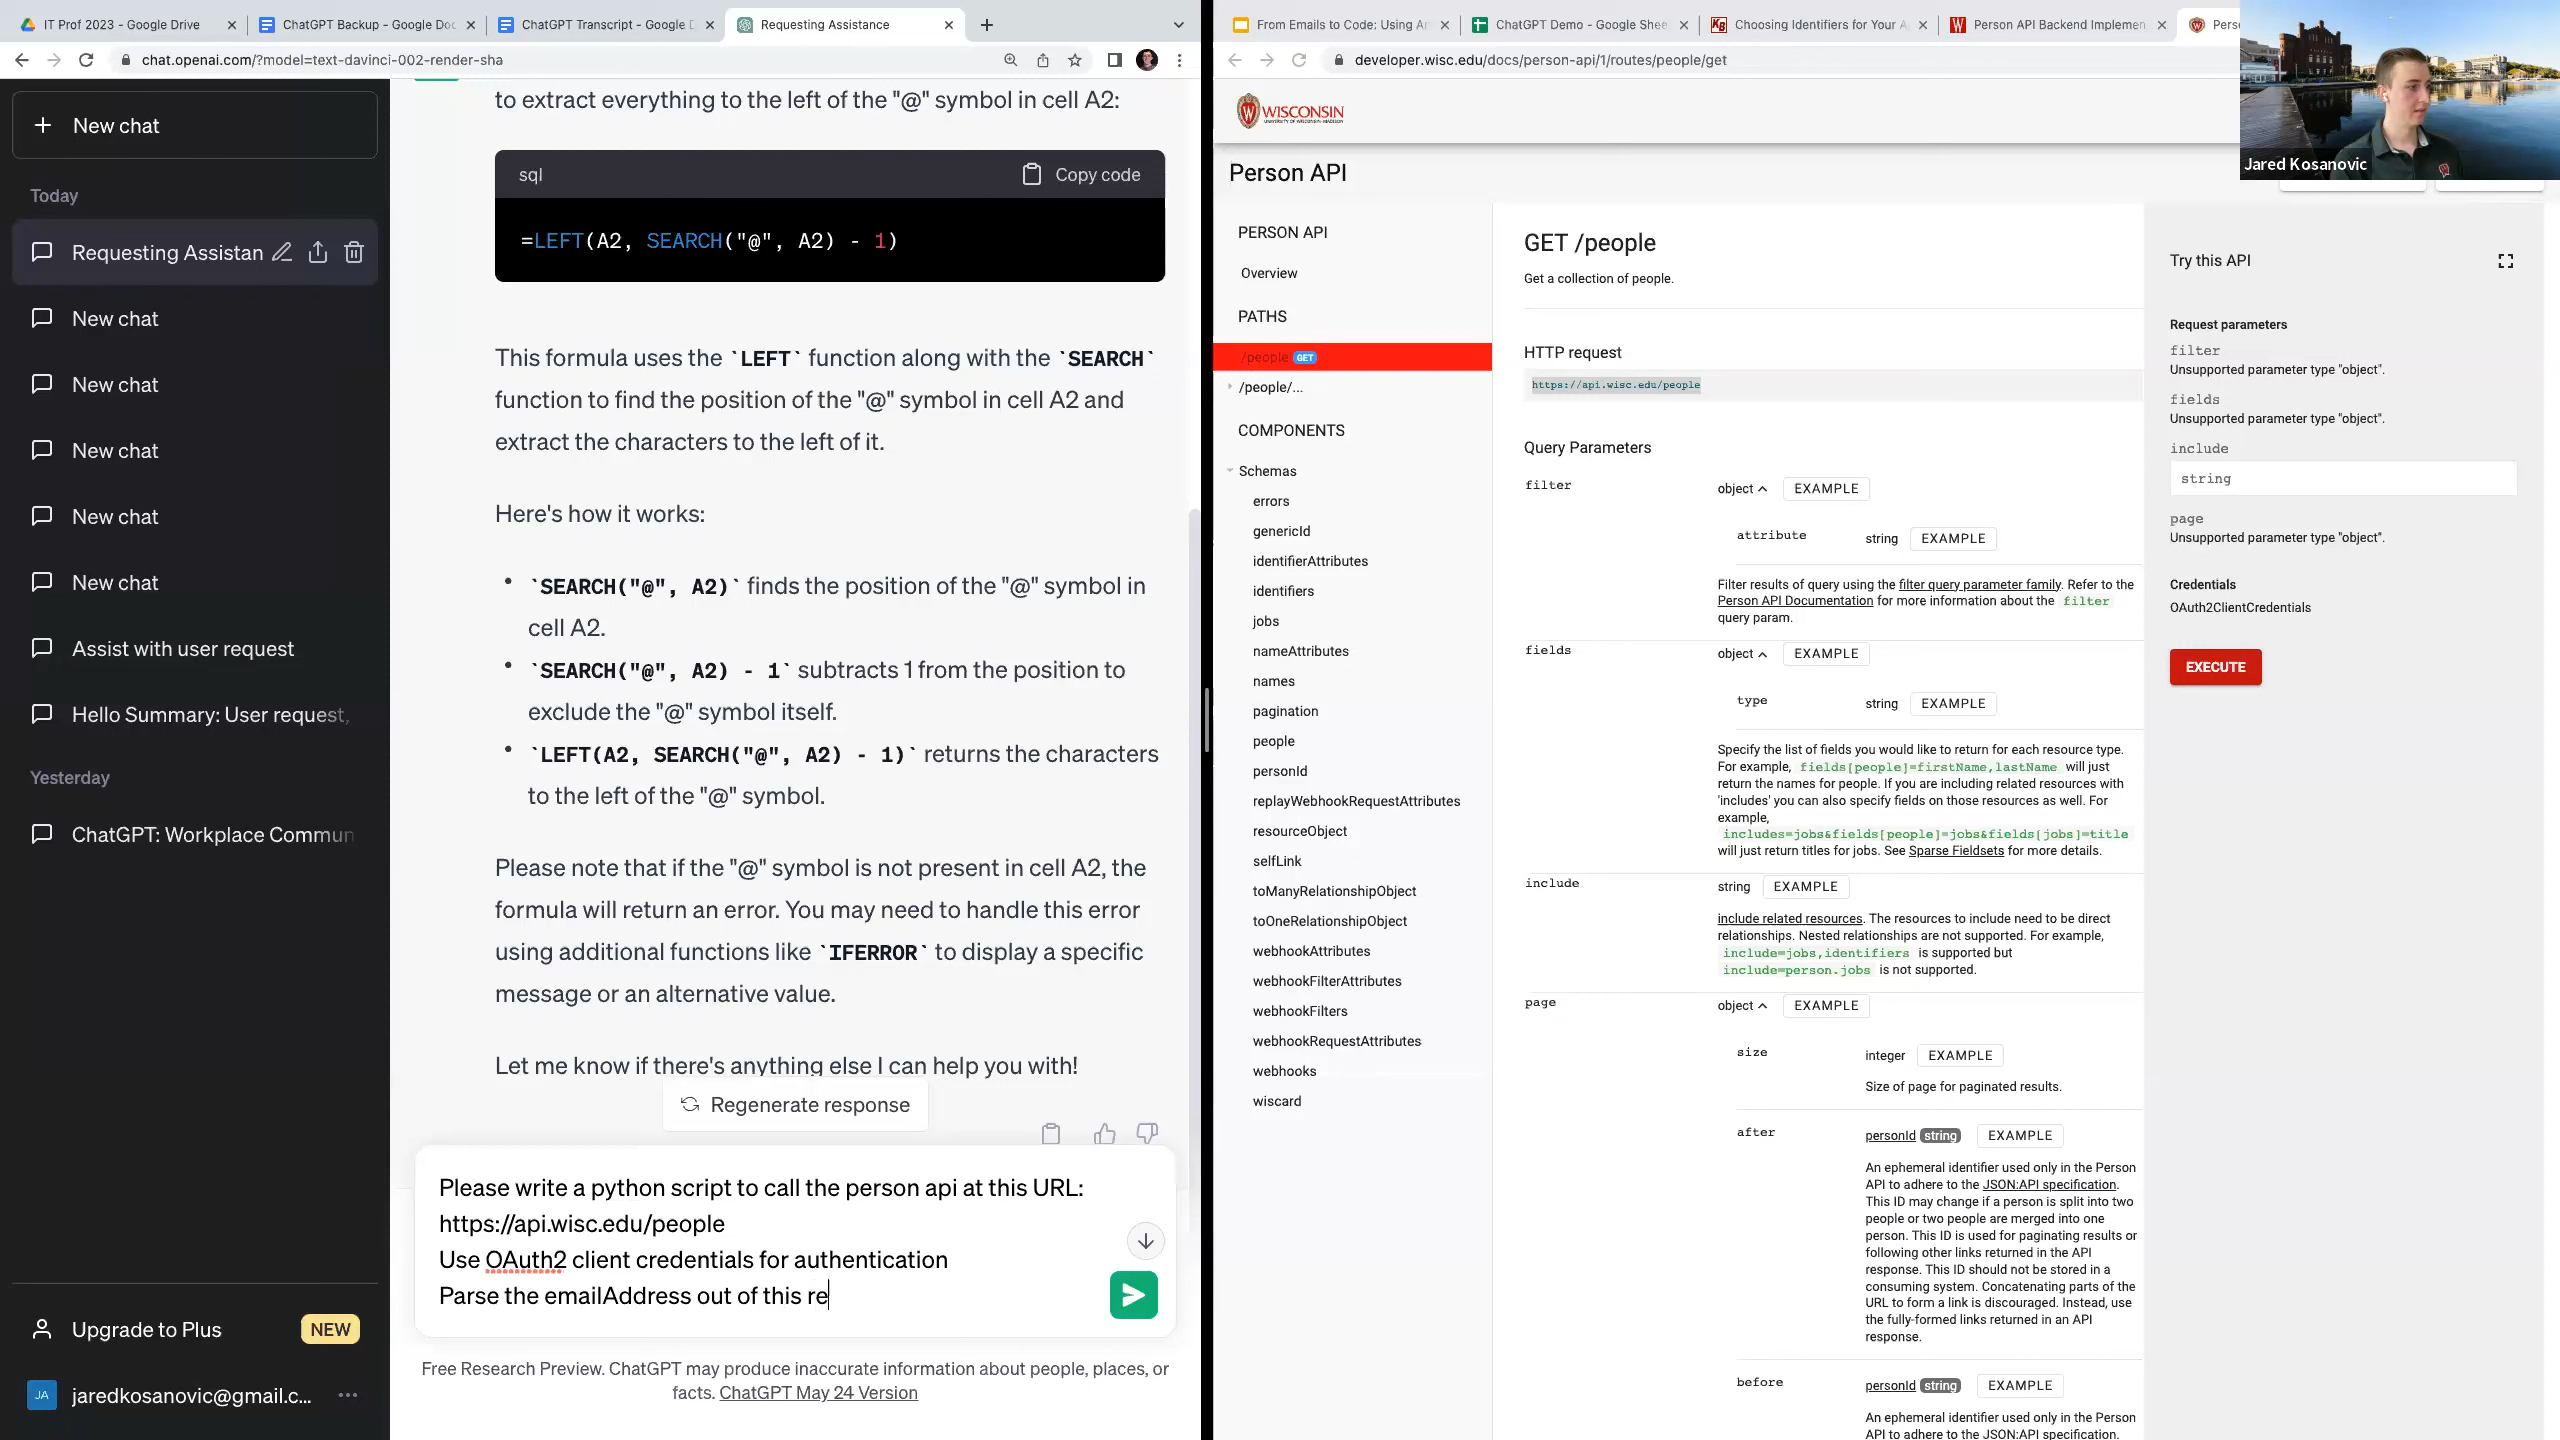 IT Prof 2023 - Google Drive
ChatGPT Backup - Google Doc
ChatGPT Transcript - Google D
Requesting Assistance
chat.openai.com/?model=text-davinci-002-render-sha
New chat
Today
Requesting Assistan
New chat
New chat
New chat
New chat
New chat
Assist with user request
Hello Summary: User request,
Yesterday
ChatGPT: Workplace Commun
Upgrade to Plus
NEW
JA
jaredkosanovic@gmail.c...
to extract everything to the left of the "@" symbol in cell A2:
sql
Copy code
=LEFT(A2, SEARCH("@", A2) - 1)
This formula uses the `LEFT` function along with the `SEARCH`
function to find the position of the "@" symbol in cell A2 and
extract the characters to the left of it.
Here's how it works:
• `SEARCH("@", A2)` finds the position of the "@" symbol in
cell A2.
• `SEARCH("@", A2) - 1` subtracts 1 from the position to
exclude the "@" symbol itself.
• `LEFT(A2, SEARCH("@", A2) - 1)` returns the characters
to the left of the "@" symbol.
Please note that if the "@" symbol is not present in cell A2, the
formula will return an error. You may need to handle this error
using additional functions like `IFERROR` to display a specific
message or an alternative value.
Let me know if there's anything else I can help you with!
Regenerate response
Please write a python script to call the person api at this URL:
https://api.wisc.edu/people
Use OAuth2 client credentials for authentication
Parse the emailAddress out of this re
Free Research Preview. ChatGPT may produce inaccurate information about people, places, or
facts. ChatGPT May 24 Version
From Emails to Code: Using Ar
ChatGPT Demo - Google Shee
Choosing Identifiers for Your A
Person API Backend Implemen
Pers
developer.wisc.edu/docs/person-api/1/routes/people/get
WISCONSIN
UNIVERSITY OF WISCONSIN-MADISON
Jared Kosanovic
Person API
PERSON API
Overview
PATHS
/people GET
/people/...
COMPONENTS
Schemas
errors
genericId
identifierAttributes
identifiers
jobs
nameAttributes
names
pagination
people
personId
replayWebhookRequestAttributes
resourceObject
selfLink
toManyRelationshipObject
toOneRelationshipObject
webhookAttributes
webhookFilterAttributes
webhookFilters
webhookRequestAttributes
webhooks
wiscard
GET /people
Get a collection of people.
HTTP request
https://api.wisc.edu/people
Query Parameters
filter
object
EXAMPLE
attribute
string
EXAMPLE
Filter results of query using the filter query parameter family. Refer to the
Person API Documentation for more information about the filter
query param.
fields
object
EXAMPLE
type
string
EXAMPLE
Specify the list of fields you would like to return for each resource type.
For example, fields[people]=firstName,lastName will just
return the names for people. If you are including related resources with
'includes' you can also specify fields on those resources as well. For
example,
includes=jobs&fields[people]=jobs&fields[jobs]=title
will just return titles for jobs. See Sparse Fieldsets for more details.
include
string
EXAMPLE
include related resources. The resources to include need to be direct
relationships. Nested relationships are not supported. For example,
include=jobs,identifiers is supported but
include=person.jobs is not supported.
page
object
EXAMPLE
size
integer
EXAMPLE
Size of page for paginated results.
after
personId string
EXAMPLE
An ephemeral identifier used only in the Person
API to adhere to the JSON:API specification.
This ID may change if a person is split into two
people or two people are merged into one
person. This ID is used for paginating results or
following other links returned in the API
response. This ID should not be stored in a
consuming system. Concatenating parts of the
URL to form a link is discouraged. Instead, use
the fully-formed links returned in an API
response.
before
personId string
EXAMPLE
An ephemeral identifier used only in the Person
API to adhere to the JSON:API specification.
Try this API
Request parameters
filter
Unsupported parameter type "object".
fields
Unsupported parameter type "object".
include
string
page
Unsupported parameter type "object".
Credentials
OAuth2ClientCredentials
EXECUTE